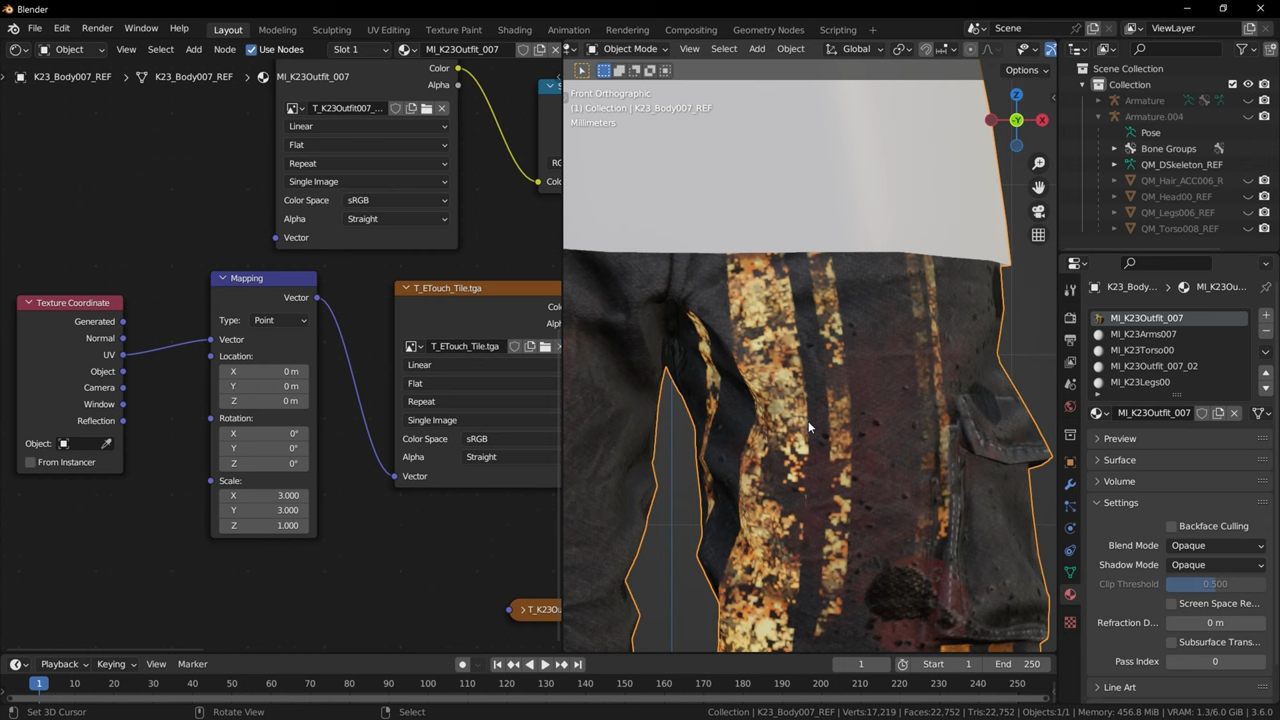 Blender
File Edit Render Window Help Layout Modeling Sculpting UV Editing Texture Paint Shading Animation Rendering Compositing Geometry Nodes Scripting Scene ViewLayer
Object View Select Add Node Use Nodes Slot 1 MI_K23Outfit_007
K23_Body007_REF K23_Body007_REF MI_K23Outfit_007
Color
Alpha
T_K23Outfit007_...
Linear
Flat
Repeat
Single Image
Color Space sRGB
Alpha Straight
Vector
Mapping
Vector
Type: Point
Vector
Location:
X 0 m
Y 0 m
Z 0 m
Rotation:
X 0°
Y 0°
Z 0°
Scale:
X 3.000
Y 3.000
Z 1.000
Texture Coordinate
Generated
Normal
UV
Object
Camera
Window
Reflection
Object:
From Instancer
T_ETouch_Tile.tga
T_ETouch_Tile.tga
Linear
Flat
Repeat
Single Image
Color Space sRGB
Alpha Straight
Vector
Object Mode View Select Add Object Global
Options
Front Orthographic
(1) Collection | K23_Body007_REF
Millimeters
Z
X
-Y
Scene Collection
Collection
Armature
Armature.004
Pose
Bone Groups
QM_DSkeleton_REF
QM_Hair_ACC006_R
QM_Head00_REF
QM_Legs006_REF
QM_Torso008_REF
K23_Body... MI_K23Ou...
MI_K23Outfit_007
MI_K23Arms007
MI_K23Torso00
MI_K23Outfit_007_02
MI_K23Legs00
MI_K23Outfit_007
Preview
Surface
Volume
Settings
Backface Culling
Blend Mode Opaque
Shadow Mode Opaque
Clip Threshold 0.500
Screen Space Re...
Refraction D... 0 m
Subsurface Trans...
Pass Index 0
Line Art
Playback Keying View Marker 1 Start 1 End 250
1 10 20 30 40 50 60 70 80 90 100 110 120 130 140 150 160 170 180 190 200 210 220 230 240 250
Set 3D Cursor Rotate View Select Collection | K23_Body007_REF | Verts:17,219 | Faces:22,752 | Tris:22,752 | Objects:1/1 | Memory: 456.8 MiB | VRAM: 1.3/6.0 GiB | 3.6.0